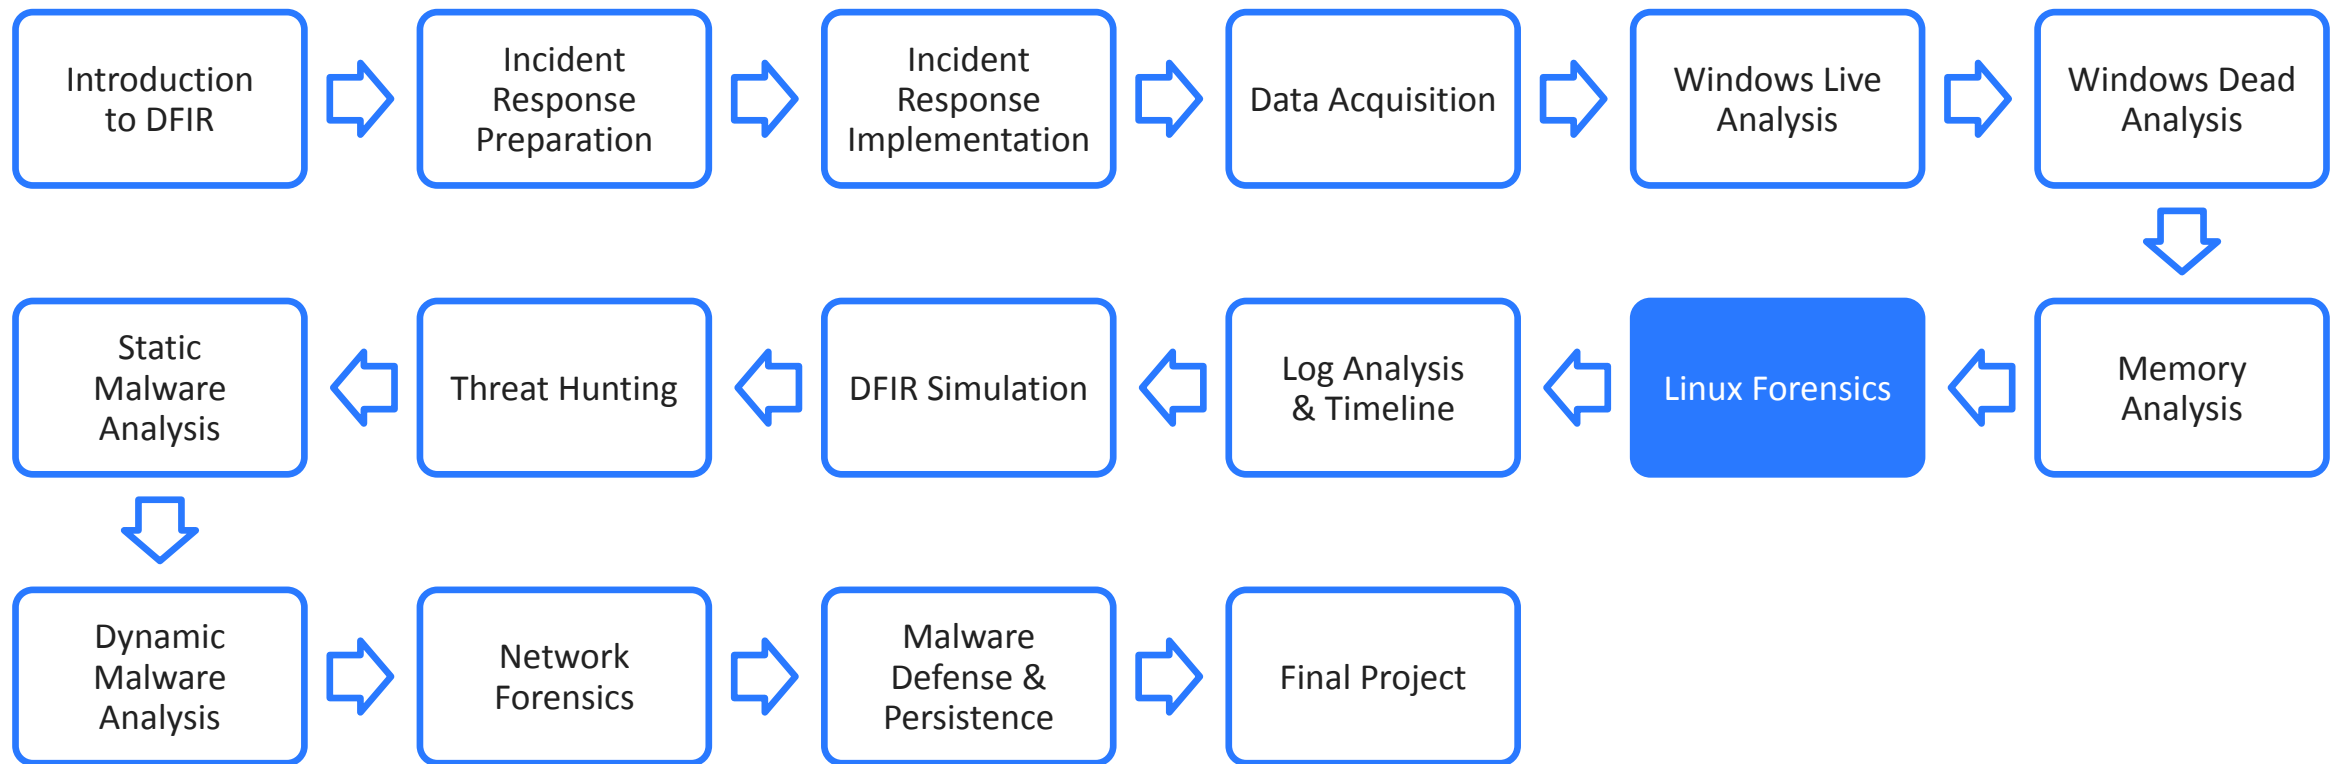 Introduction
to DFIR
Incident
Response
Preparation
Incident
Response
Implementation
Data Acquisition
Windows Live
Analysis
Windows Dead
Analysis
Memory
Analysis
Linux Forensics
Log Analysis
& Timeline
DFIR Simulation
Threat Hunting
Static
Malware
Analysis
Dynamic
Malware
Analysis
Network
Forensics
Malware
Defense &
Persistence
Final Project